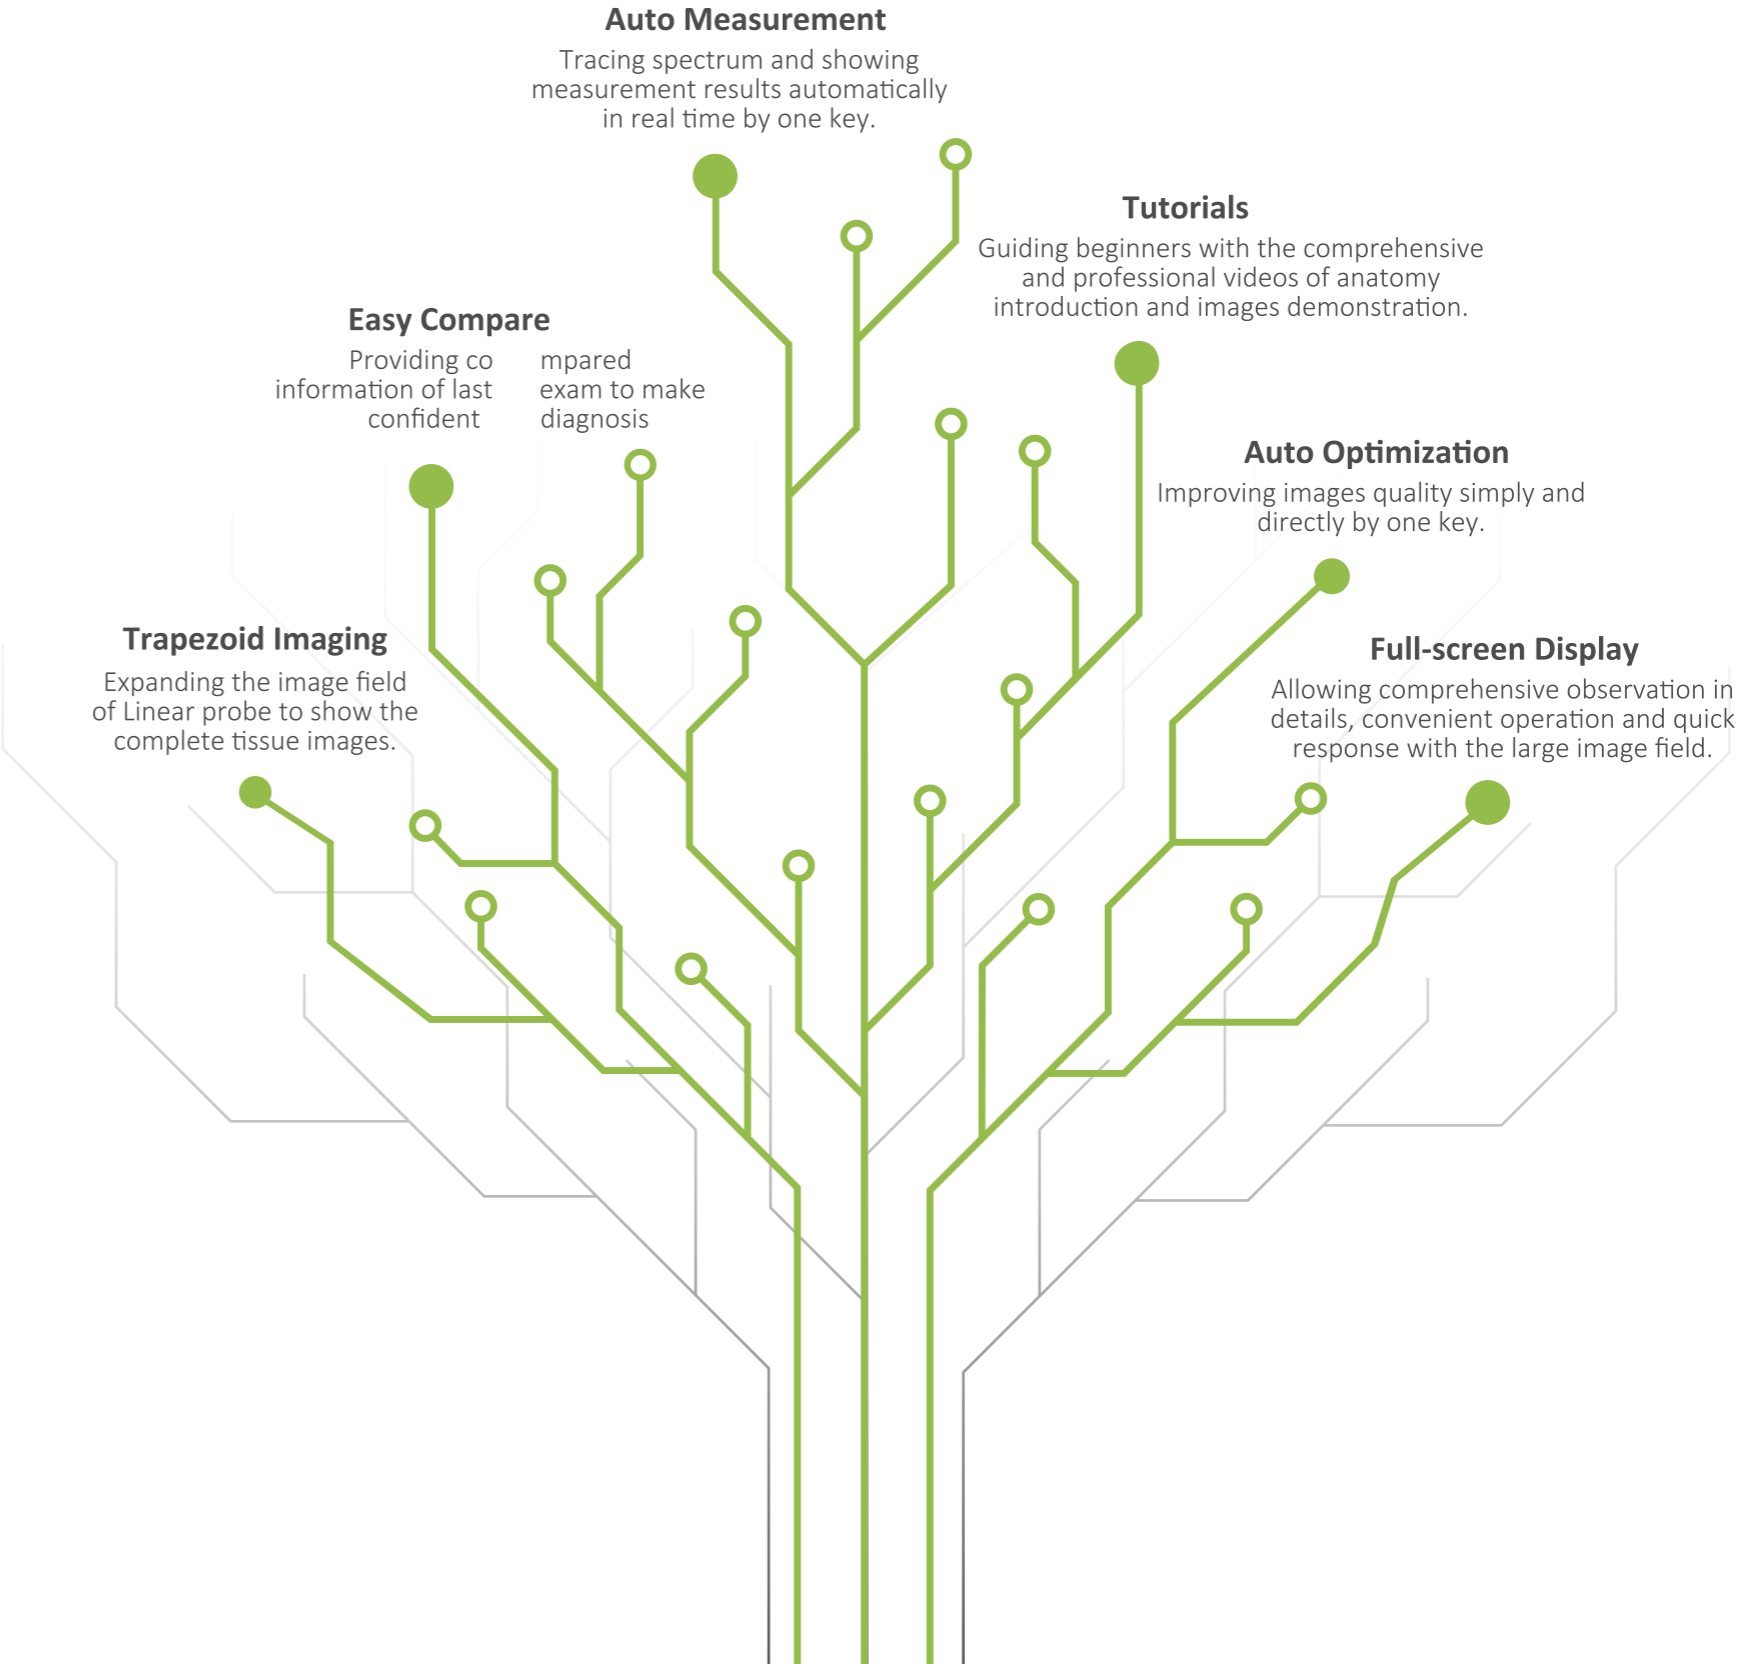 Auto Measurement
Tracing spectrum and showing
measurement results automatically
in real time by one key.
Tutorials
Guiding beginners with the comprehensive
and professional videos of anatomy
introduction and images demonstration.
Easy Compare
Providing co mpared
information of last exam to make
confident diagnosis
Auto Optimization
Improving images quality simply and
directly by one key.
Trapezoid Imaging
Expanding the image field
of Linear probe to show the
complete tissue images.
Full-screen Display
Allowing comprehensive observation in
details, convenient operation and quick
response with the large image field.